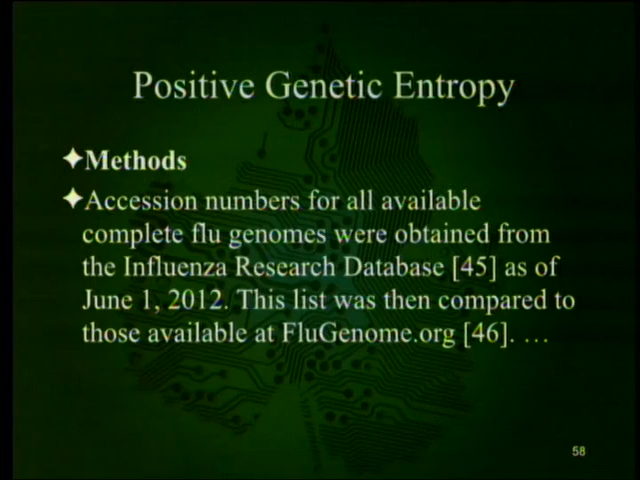 Positive Genetic Entropy
✦Methods
✦Accession numbers for all available
complete flu genomes were obtained from
the Influenza Research Database [45] as of
June 1, 2012. This list was then compared to
those available at FluGenome.org [46]. …
58